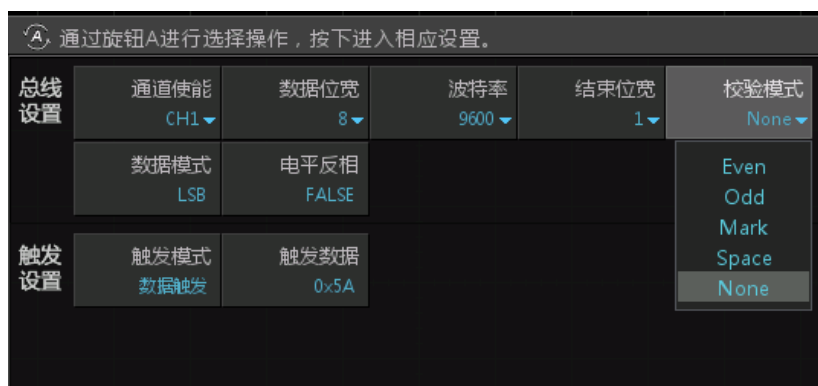 A 通过旋钮A进行选择操作，按下进入相应设置。
总线设置
通道使能 数据位宽 波特率 结束位宽 校验模式
CH1 8 9600 1 None
数据模式 电平反相
LSB FALSE
Even
Odd
Mark
Space
None
触发设置
触发模式 触发数据
数据触发 0x5A